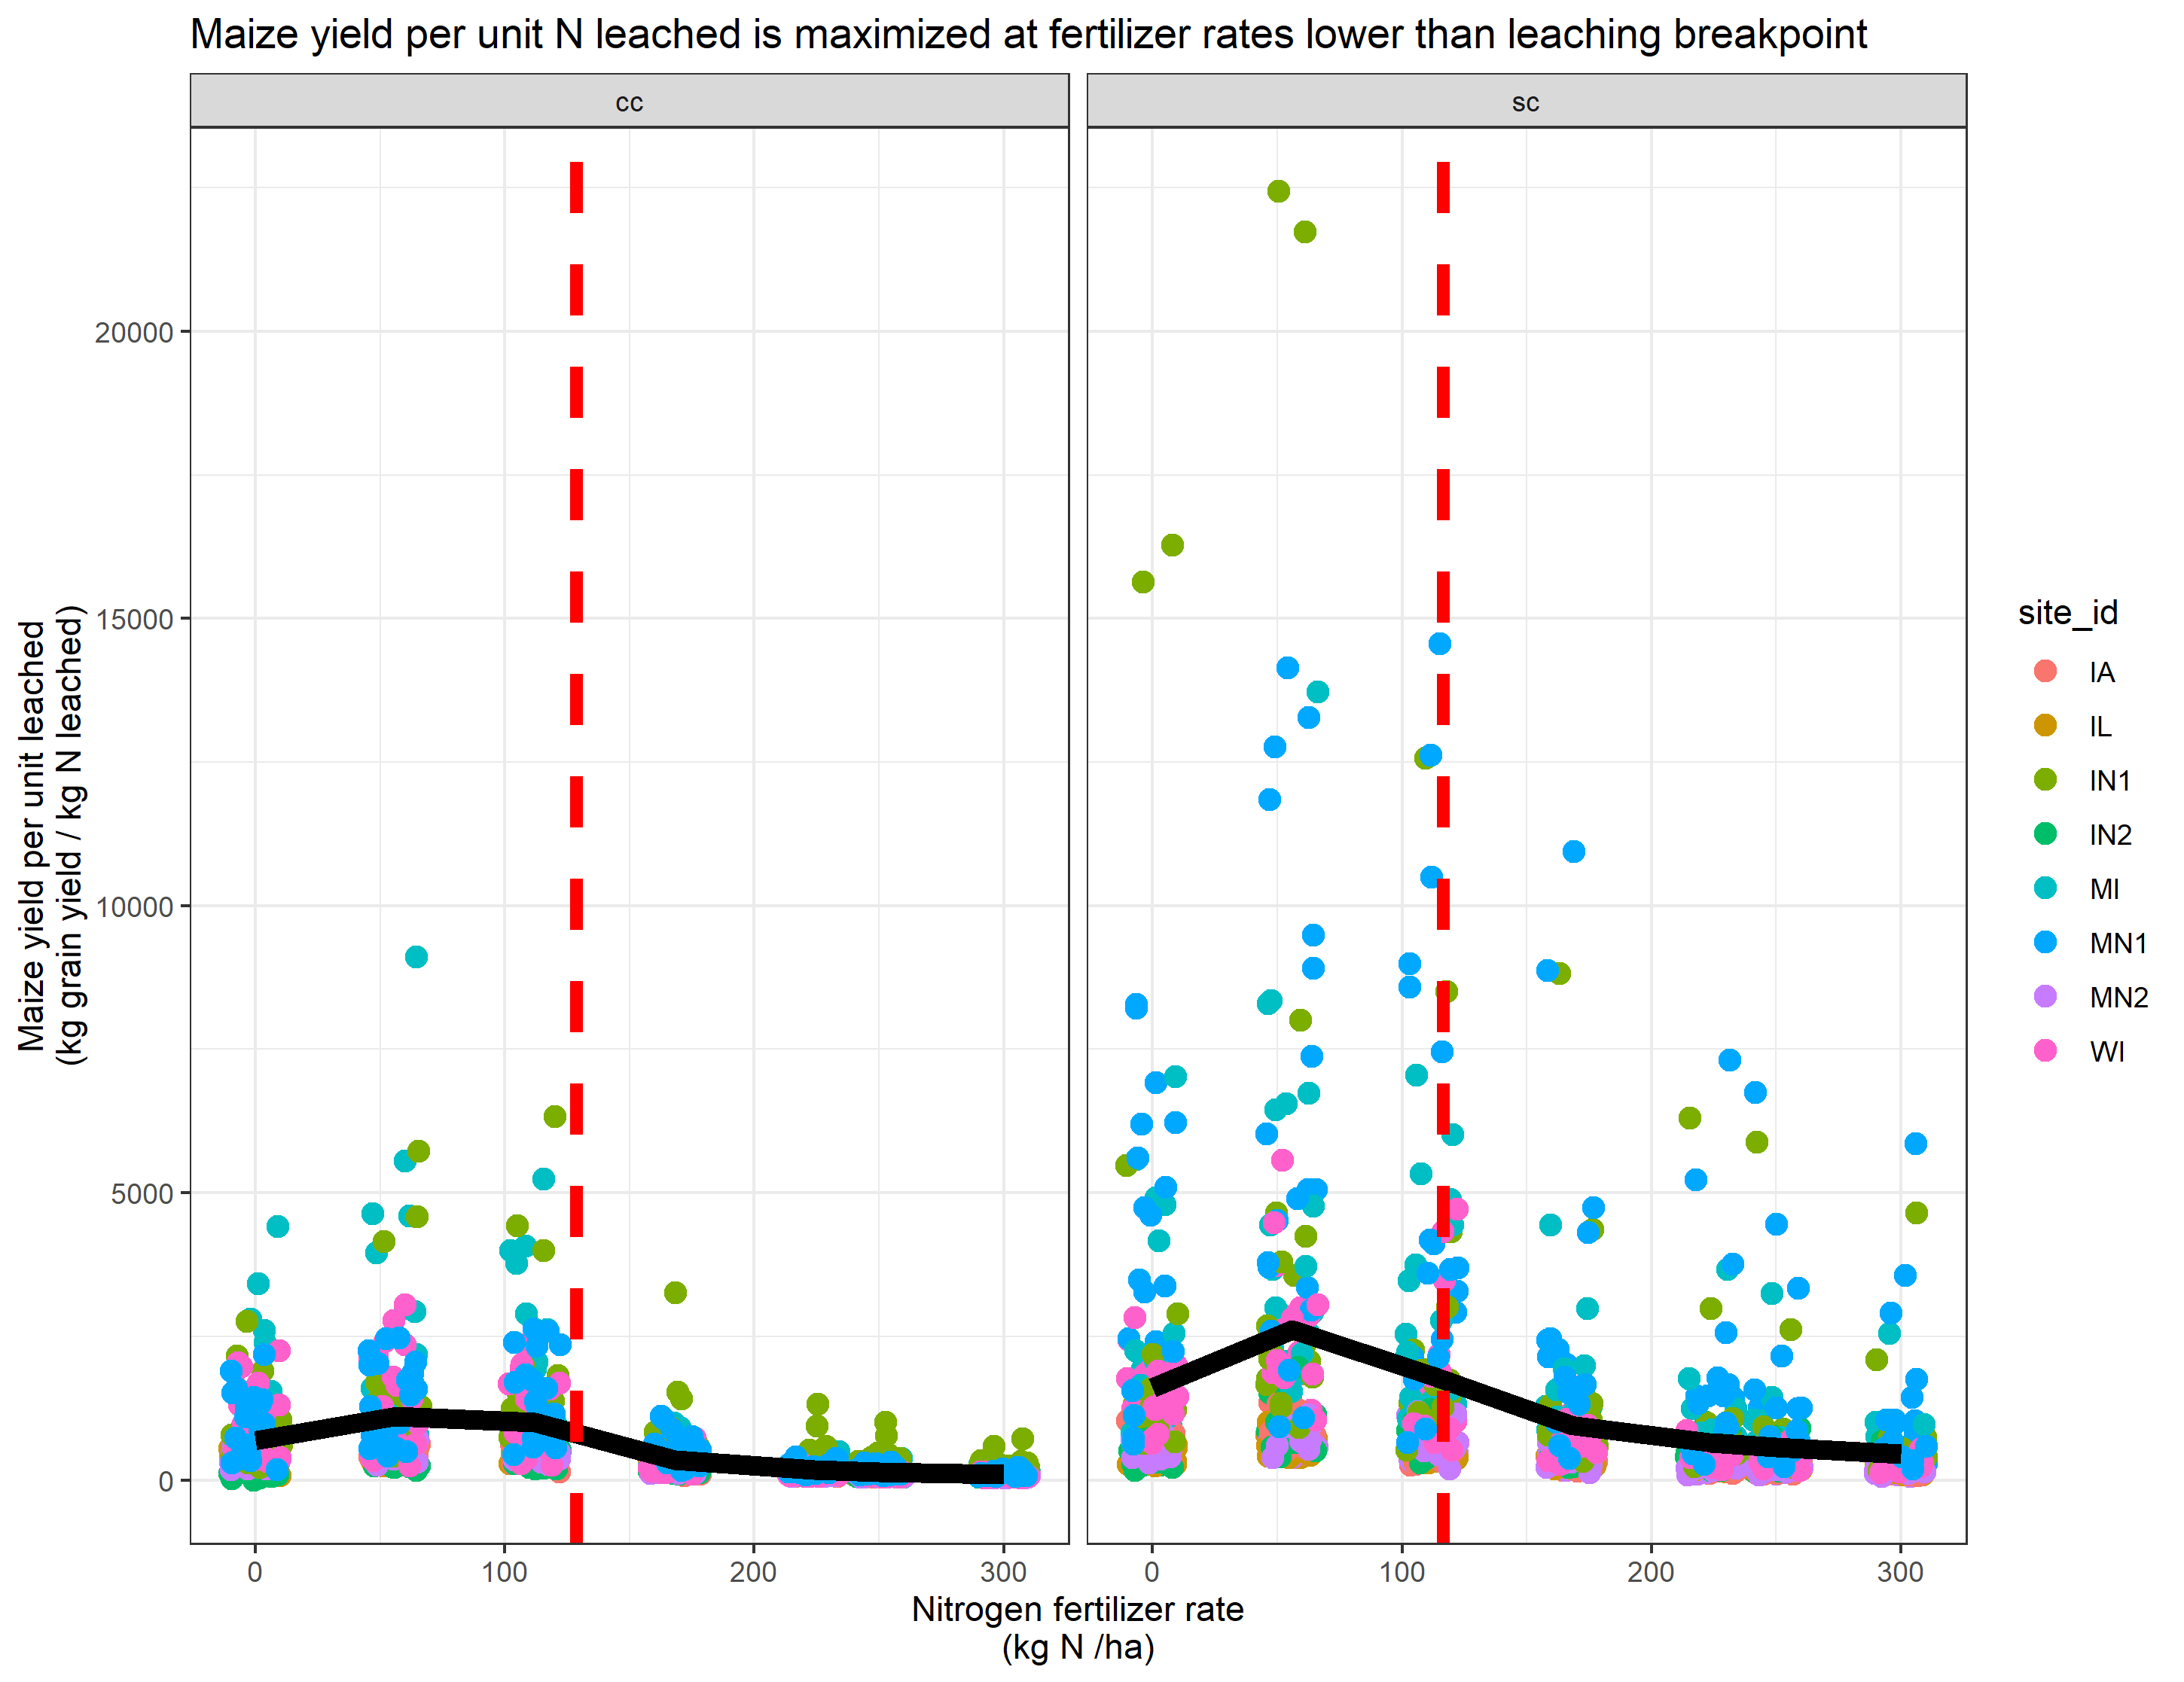 Maize yield per unit N leached is maximized at fertilizer rates lower than leaching breakpoint
cc
sc
20000
15000
10000
5000
0
Maize yield per unit leached
(kg grain yield / kg N leached)
0 100 200 300
0 100 200 300
Nitrogen fertilizer rate
(kg N /ha)
site_id
IA
IL
IN1
IN2
MI
MN1
MN2
WI